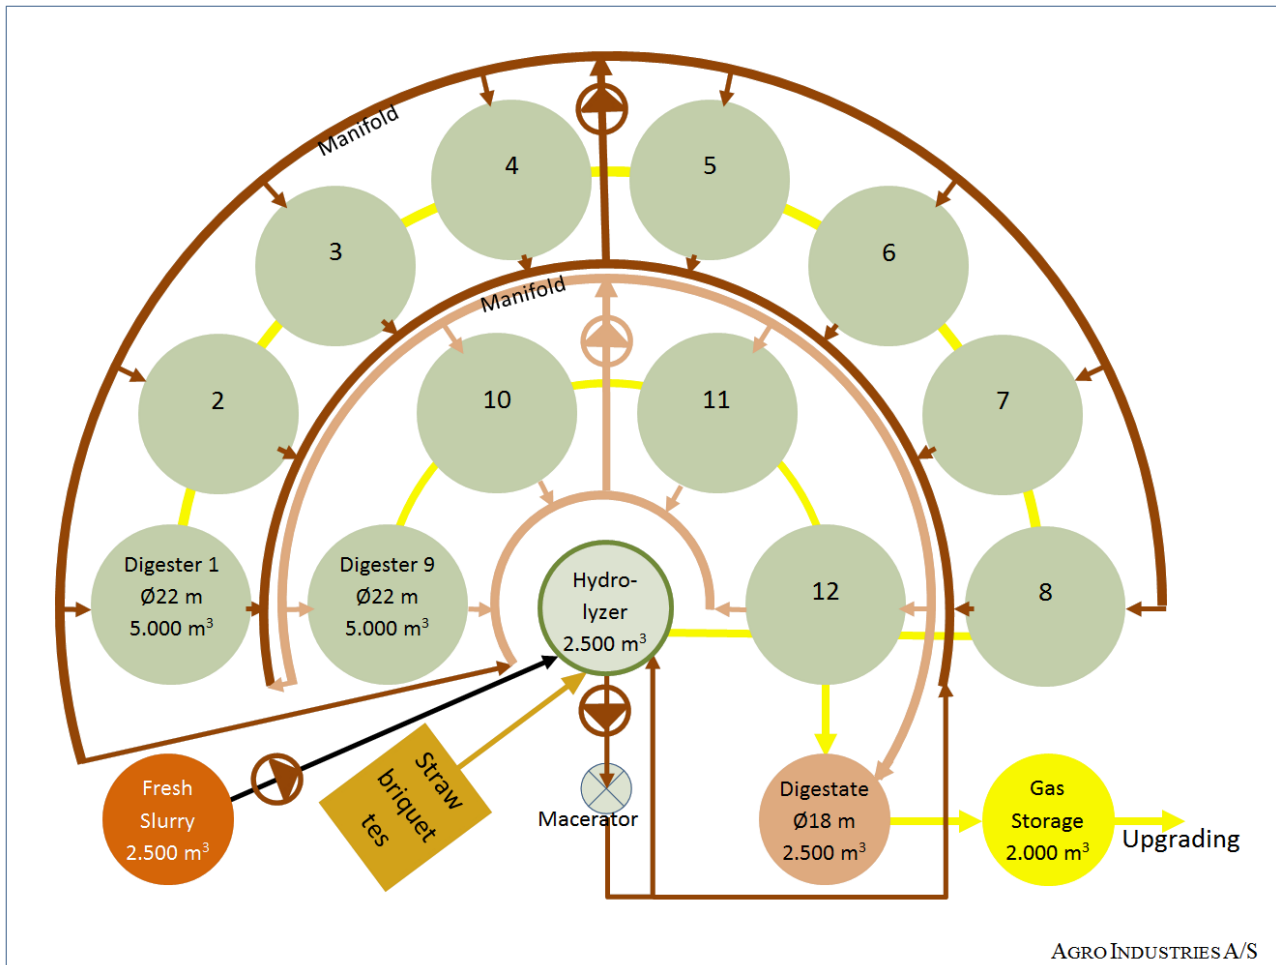 Manifold
4
5
3
6
Manifold
2
10
11
7
Digester 1
Ø22 m
5.000 m³
Digester 9
Ø22 m
5.000 m³
Hydro-
lyzer
2.500 m³
12
8
Fresh
Slurry
2.500 m³
Straw
briquet
tes
Macerator
Digestate
Ø18 m
2.500 m³
Gas
Storage
2.000 m³
Upgrading
AGRO INDUSTRIES A/S